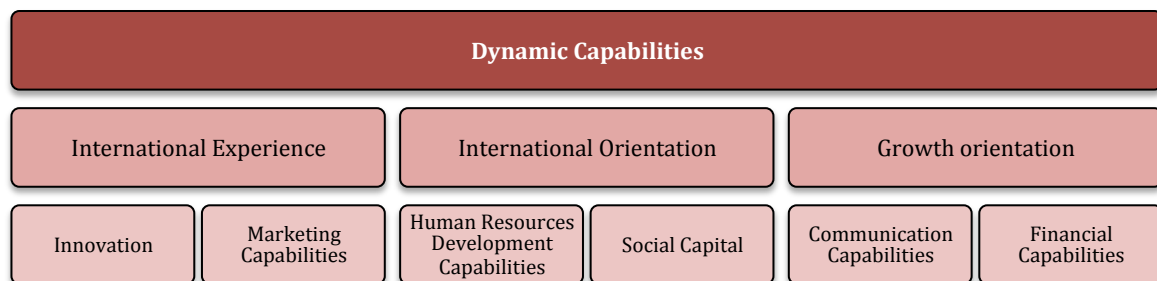 Dynamic Capabilities
International Experience
International Orientation
Growth orientation
Innovation
Marketing
Capabilities
Human Resources
Development
Capabilities
Social Capital
Communication
Capabilities
Financial
Capabilities